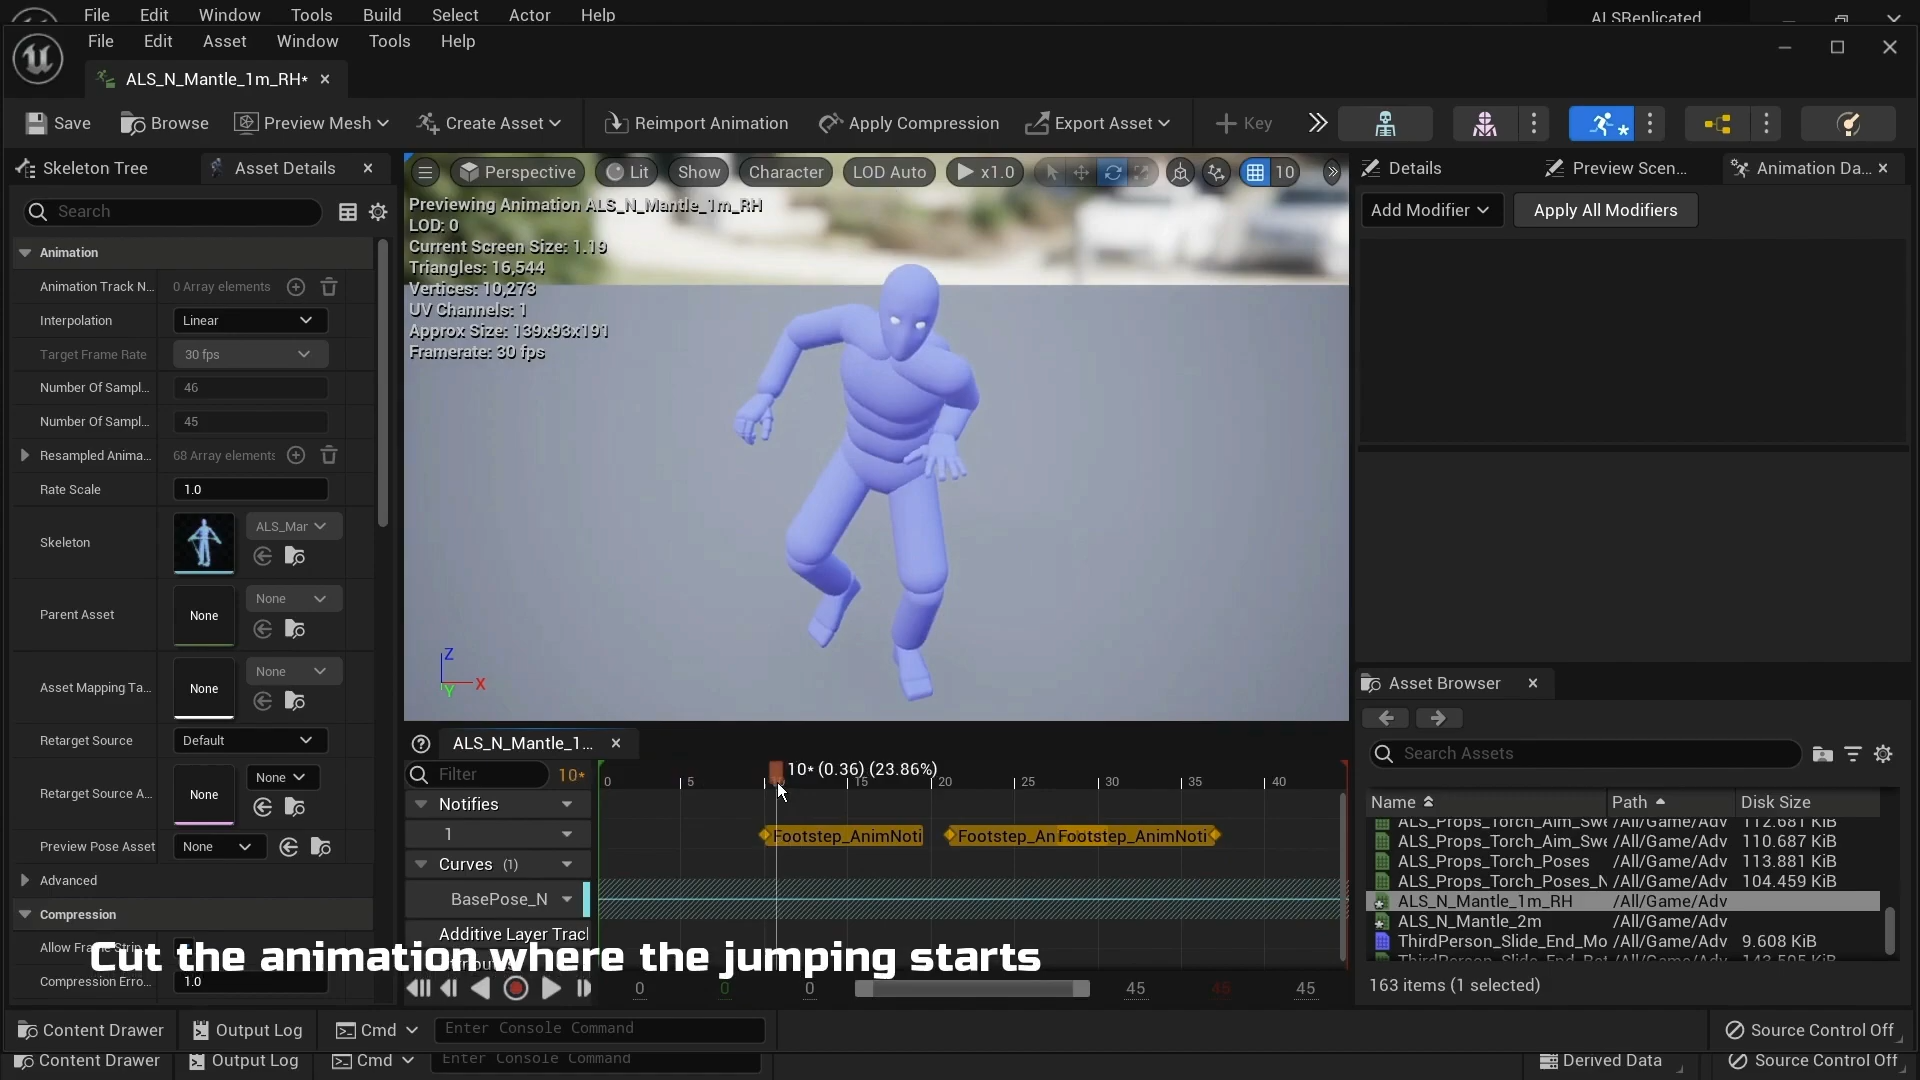 File Edit Window Tools Build Select Actor Help ALSReplicated
File Edit Asset Window Tools Help
ALS_N_Mantle_1m_RH*
Save Browse Preview Mesh Create Asset Reimport Animation Apply Compression Export Asset Key
Skeleton Tree Asset Details
Search
Animation
Animation Track N... 0 Array elements
Interpolation Linear
Target Frame Rate 30 fps
Number Of Sampl... 46
Number Of Sampl... 45
Resampled Anima... 68 Array elements
Rate Scale 1.0
Skeleton ALS_Mar
Parent Asset None None
Asset Mapping Ta... None None
Retarget Source Default
Retarget Source A... None None
Preview Pose Asset None
Advanced
Compression
Compression Erro... 1.0
Perspective Lit Show Character LOD Auto x1.0 10
Previewing Animation ALS_N_Mantle_1m_RH
LOD: 0
Current Screen Size: 1.19
Triangles: 16,544
Vertices: 10,273
UV Channels: 1
Approx Size: 139x93x191
Framerate: 30 fps
Z
X
Y
ALS_N_Mantle_1...
Filter 10*
10* (0.36) (23.86%)
0 5 10 15 20 25 30 35 40
Notifies
1 Footstep_AnimNoti Footstep_An Footstep_AnimNoti
Curves (1)
BasePose_N
Additive Layer Track
Cut the animation where the jumping starts
0 0 0 45 45 45
Details Preview Scen... Animation Da...
Add Modifier Apply All Modifiers
Asset Browser
Search Assets
Name Path Disk Size
ALS_Props_Torch_Aim_Swe /All/Game/Adv 112.681 KiB
ALS_Props_Torch_Aim_Swe /All/Game/Adv 110.687 KiB
ALS_Props_Torch_Poses /All/Game/Adv 113.881 KiB
ALS_Props_Torch_Poses_N /All/Game/Adv 104.459 KiB
ALS_N_Mantle_1m_RH /All/Game/Adv
ALS_N_Mantle_2m /All/Game/Adv
ThirdPerson_Slide_End_Mo /All/Game/Adv 9.608 KiB
163 items (1 selected)
Content Drawer Output Log Cmd Enter Console Command Source Control Off
Content Drawer Output Log Cmd Enter Console Command Derived Data Source Control Off